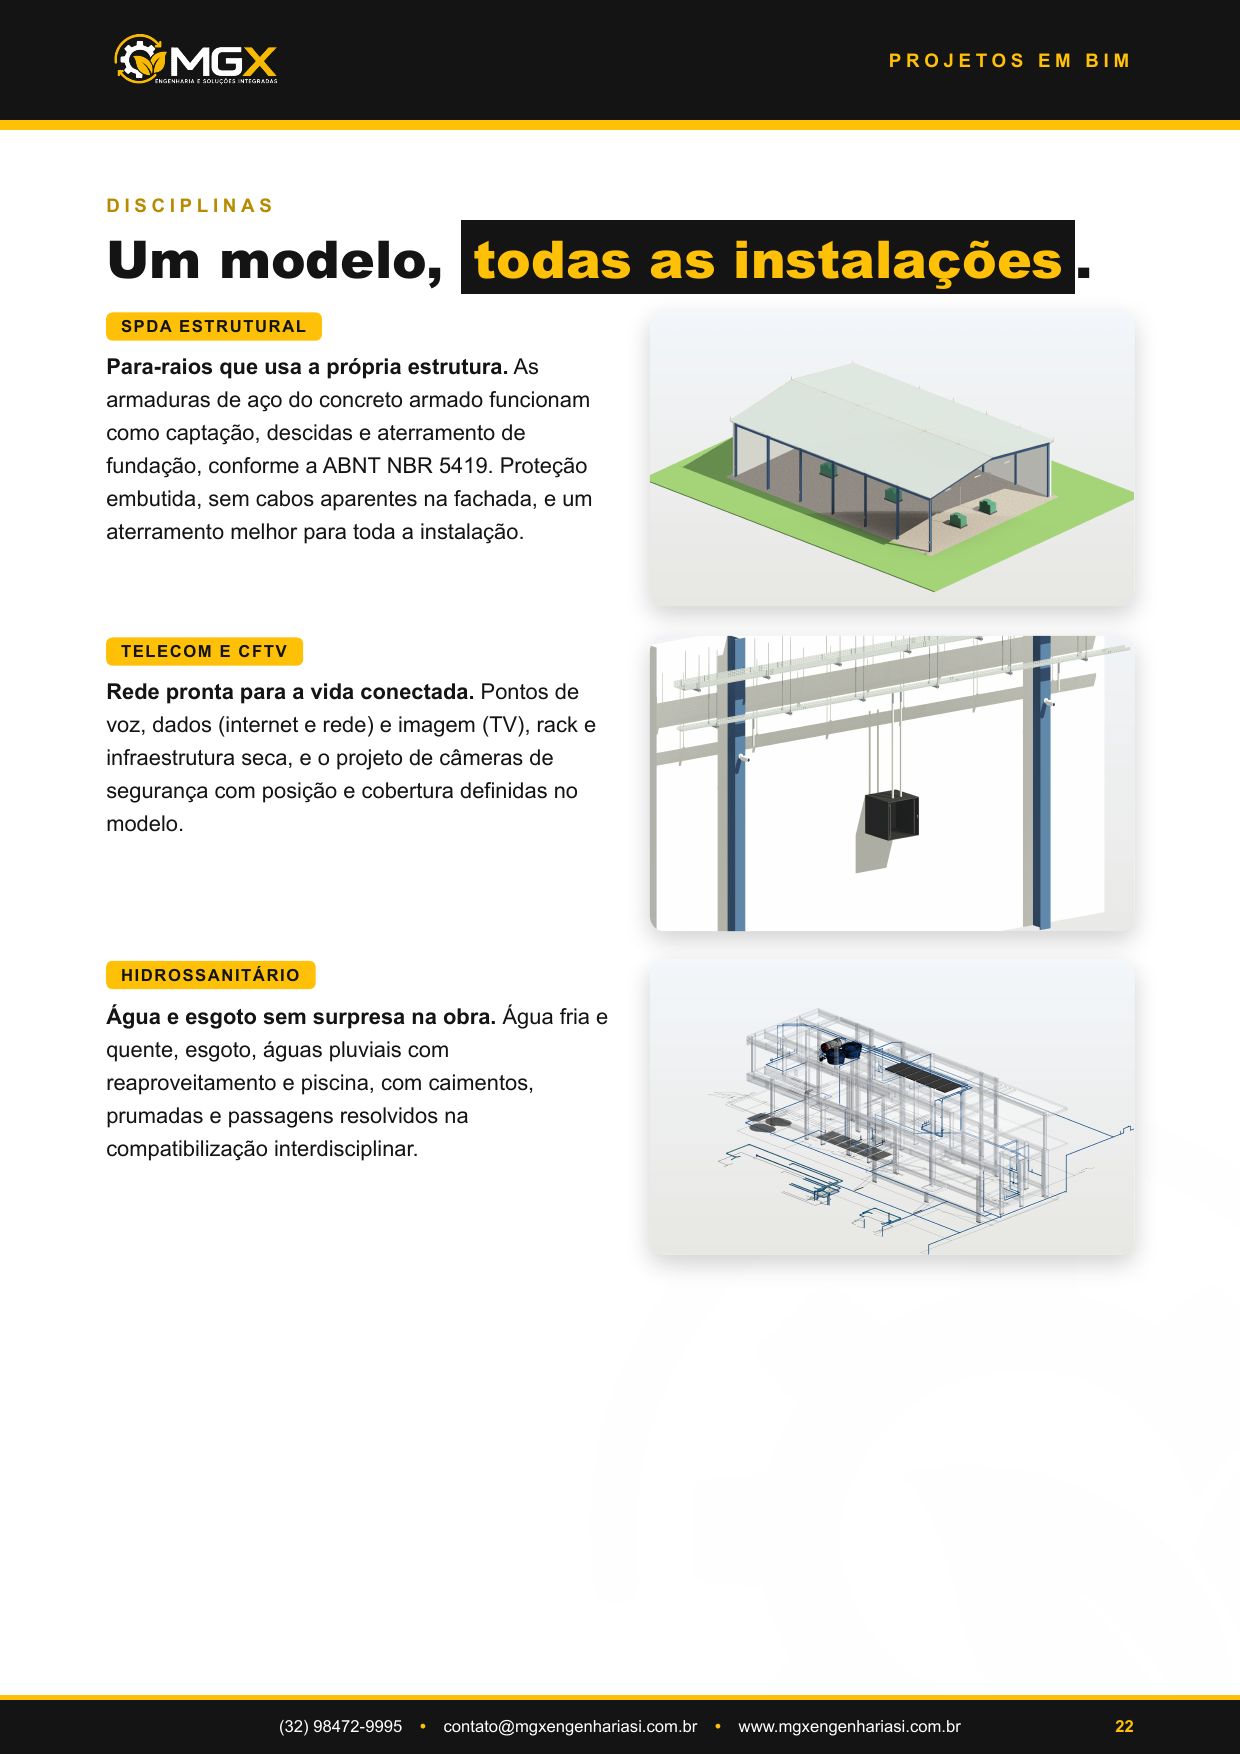 MGX
ENGENHARIA E SOLUÇÕES INTEGRADAS
PROJETOS EM BIM
DISCIPLINAS
Um modelo, todas as instalações.
SPDA ESTRUTURAL
Para-raios que usa a própria estrutura. As
armaduras de aço do concreto armado funcionam
como captação, descidas e aterramento de
fundação, conforme a ABNT NBR 5419. Proteção
embutida, sem cabos aparentes na fachada, e um
aterramento melhor para toda a instalação.
TELECOM E CFTV
Rede pronta para a vida conectada. Pontos de
voz, dados (internet e rede) e imagem (TV), rack e
infraestrutura seca, e o projeto de câmeras de
segurança com posição e cobertura definidas no
modelo.
HIDROSSANITÁRIO
Água e esgoto sem surpresa na obra. Água fria e
quente, esgoto, águas pluviais com
reaproveitamento e piscina, com caimentos,
prumadas e passagens resolvidos na
compatibilização interdisciplinar.
(32) 98472-9995 • contato@mgxengenhariasi.com.br • www.mgxengenhariasi.com.br 22